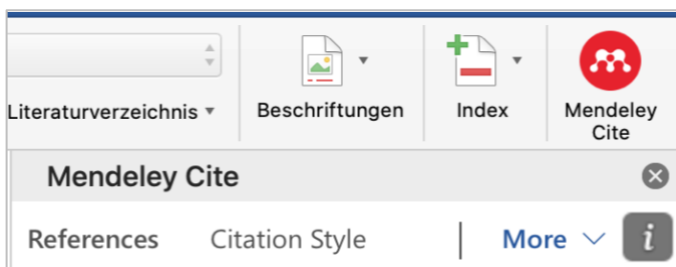 Literaturverzeichnis
Beschriftungen
Index
Mendeley
Cite
Mendeley Cite
References Citation Style | More
i